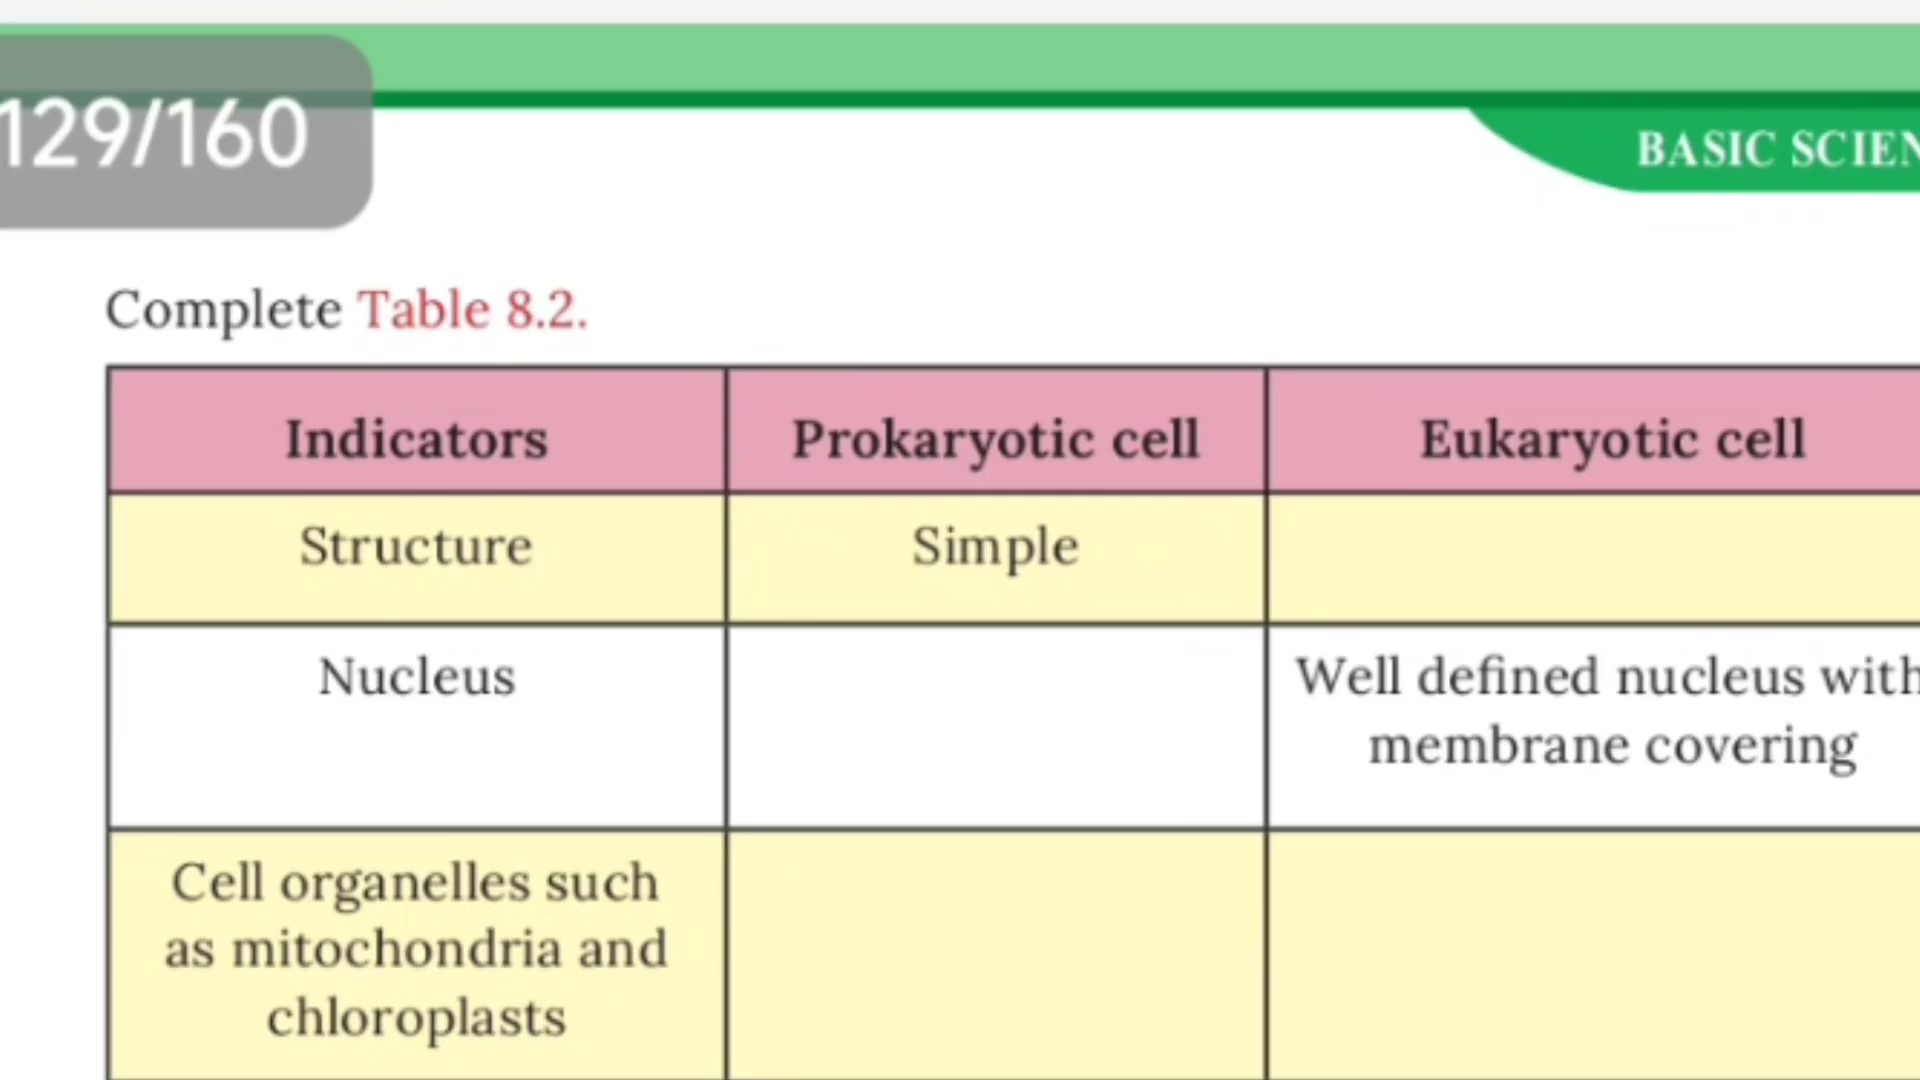 129/160
BASIC SCIEN
Complete Table 8.2.
Indicators Prokaryotic cell Eukaryotic cell
Structure Simple
Nucleus Well defined nucleus with
membrane covering
Cell organelles such
as mitochondria and
chloroplasts